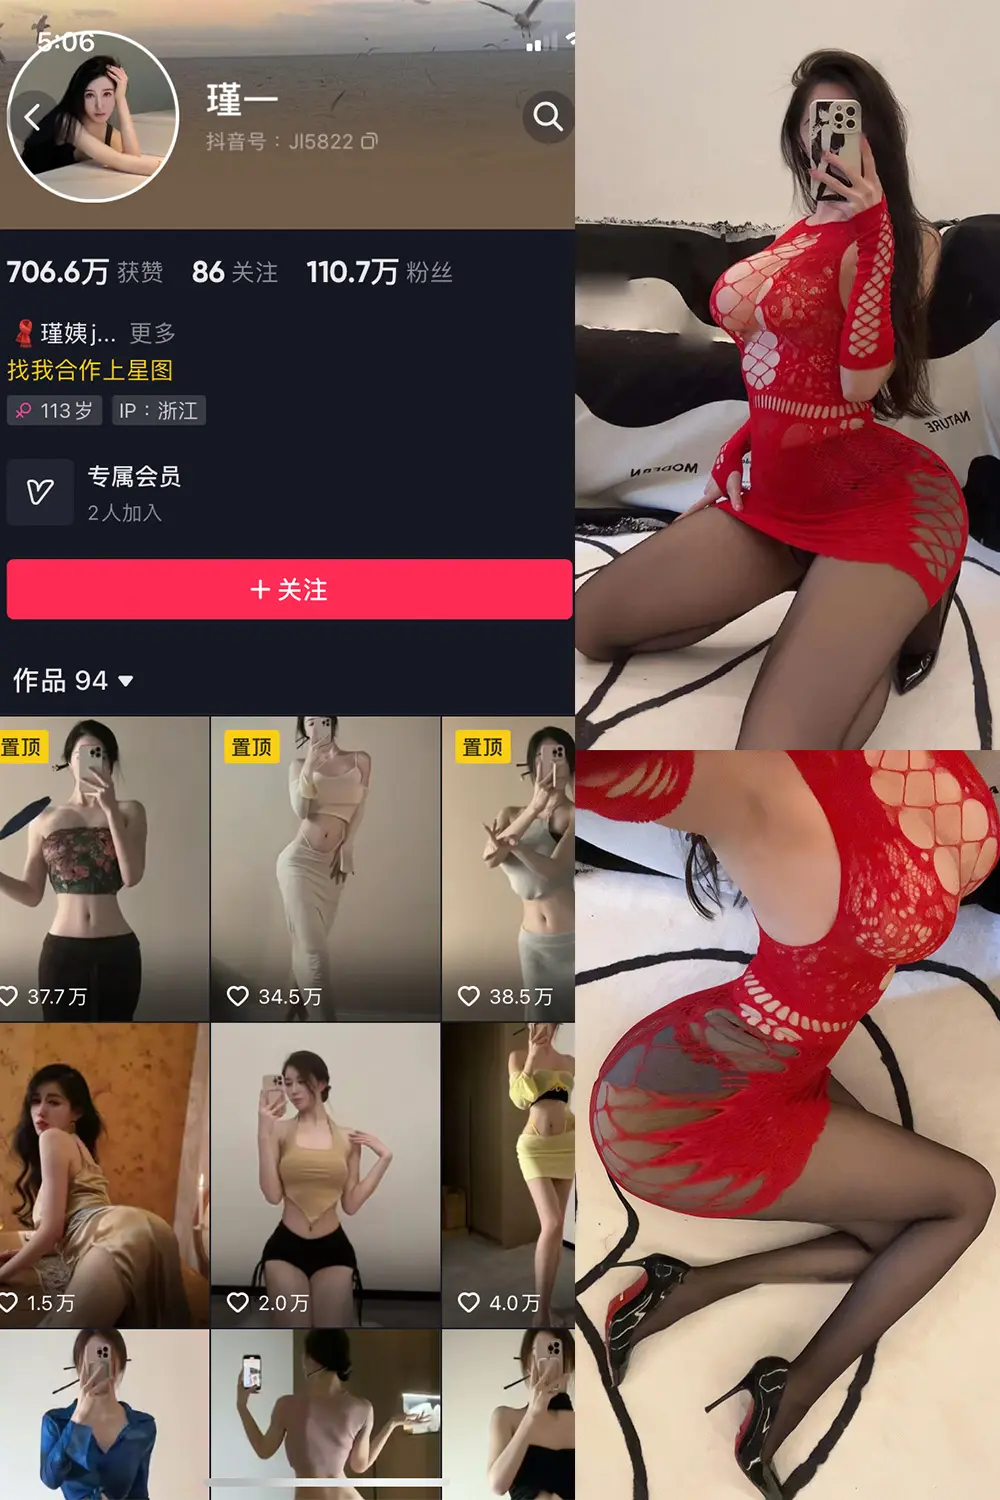 5:06
瑾一
抖音号：JI5822
706.6万 获赞 86 关注 110.7万 粉丝
瑾姨j... 更多
找我合作上星图
113岁 IP：浙江
专属会员
2人加入
＋关注
作品 94
置顶 置顶 置顶
37.7万 34.5万 38.5万
1.5万 2.0万 4.0万
NATURE
MODERN